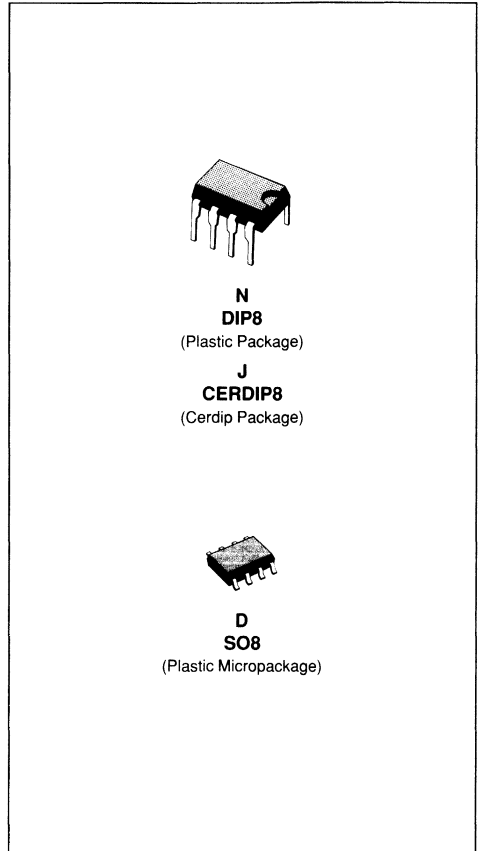 N
DIP8
(Plastic Package)
J
CERDIP8
(Cerdip Package)
D
SO8
(Plastic Micropackage)